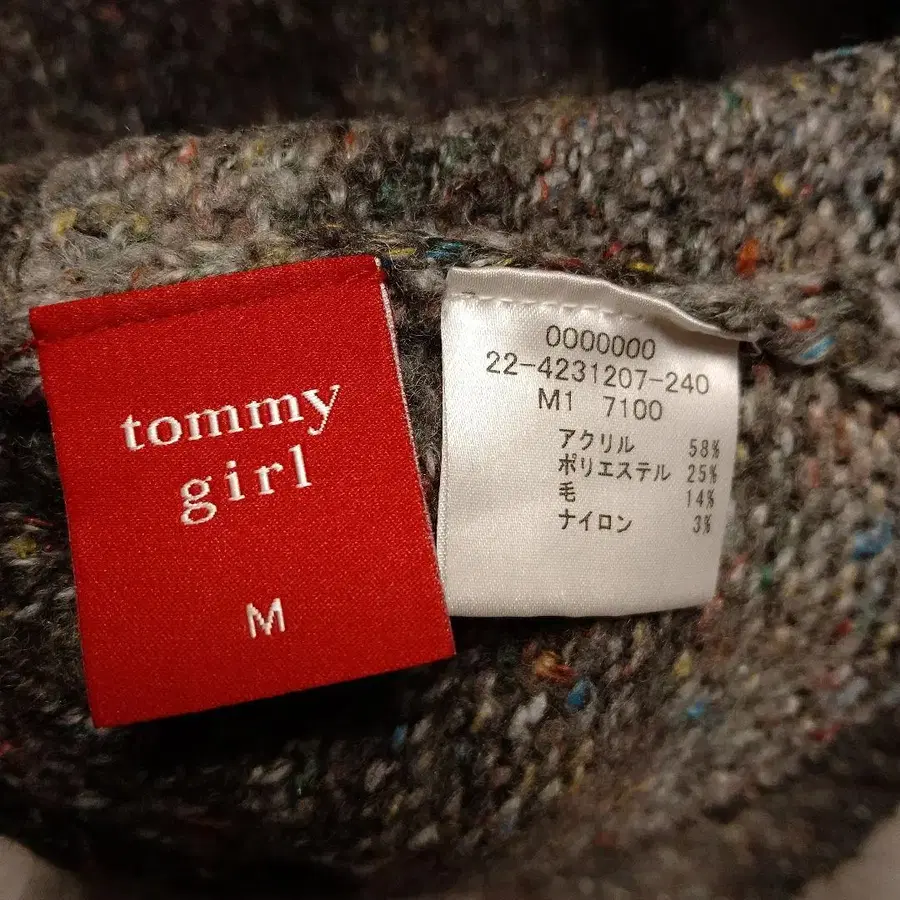 tommy
girl
M
0000000
22-4231207-240
M1 7100
アクリル 58%
ポリエステル 25%
毛 14%
ナイロン 3%